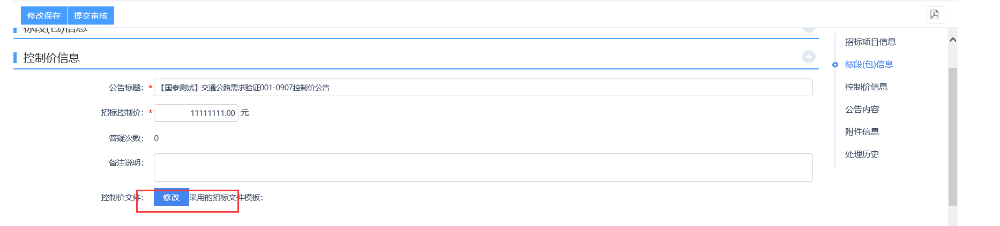 修改保存 提交审核
标段(包)信息
控制价信息
公告标题： * 【国泰测试】交通公路需求验证001-0907控制价公告
招标控制价： * 11111111.00 元
答疑次数： 0
备注说明：
控制价文件： 修改 采用的招标文件模板：
招标项目信息
标段(包)信息
控制价信息
公告内容
附件信息
处理历史